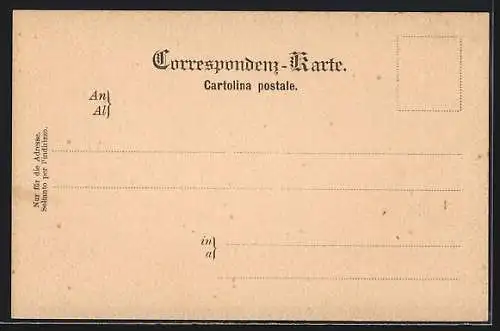 Correspondenz-Karte.
Cartolina postale.
An
Al
Nur für die Adresse.
Soltanto per l'indirizzo.
in
a